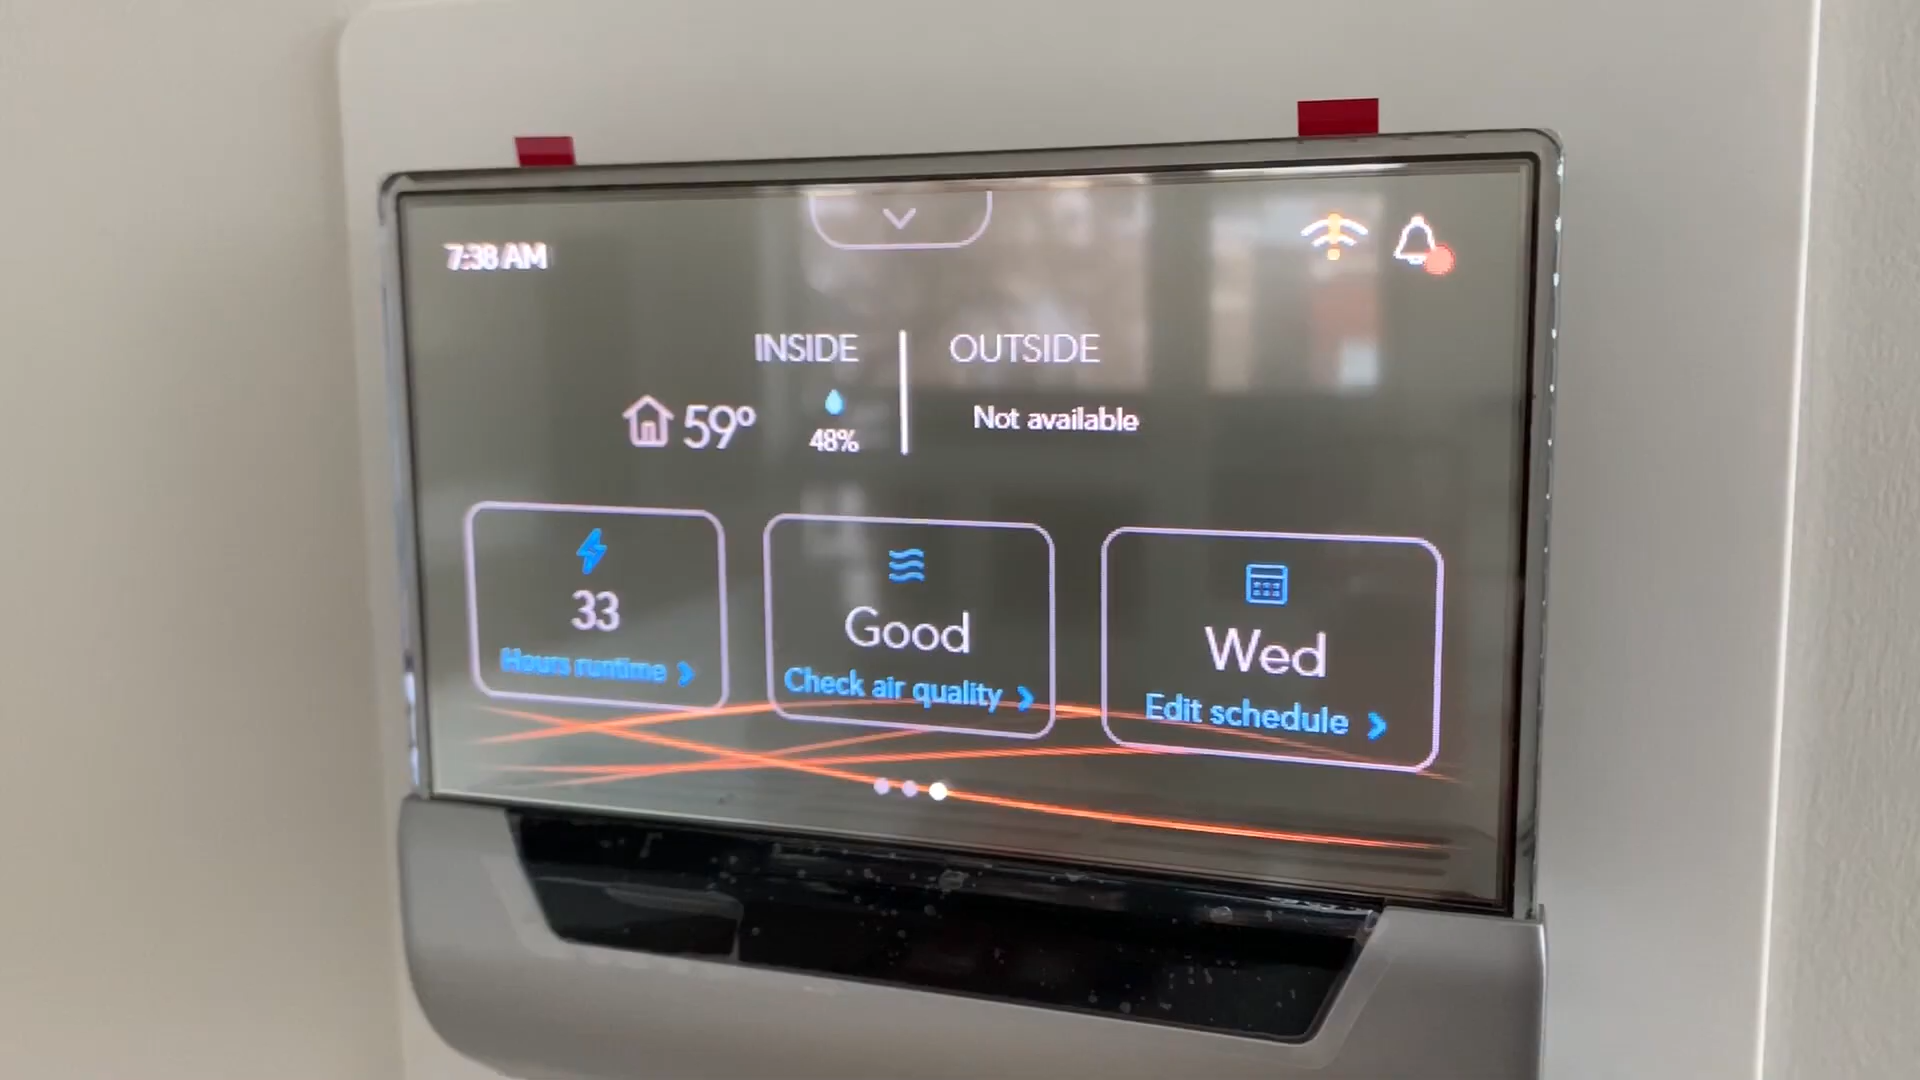 7:38 AM
INSIDE
OUTSIDE
59°
48%
Not available
33
Hours runtime
Good
Check air quality
Wed
Edit schedule